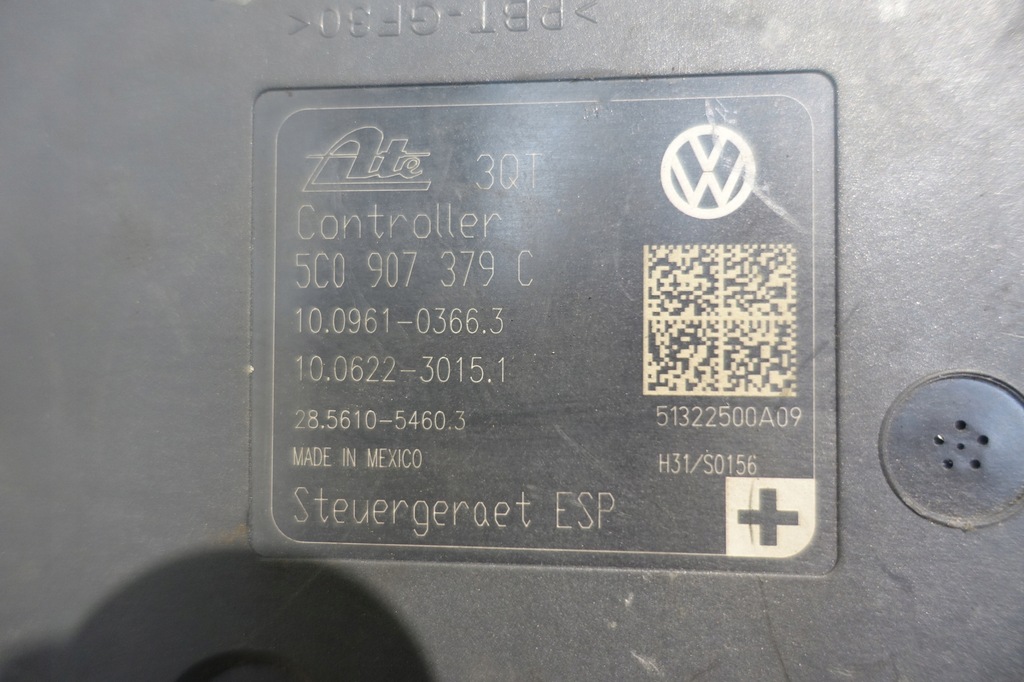 >PBT-GF30<
Ate 3QT
Controller
5C0 907 379 C
10.0961-0366.3
10.0622-3015.1
28.5610-5460.3
MADE IN MEXICO
Steuergeraet ESP
VW
51322500A09
H31/S0156